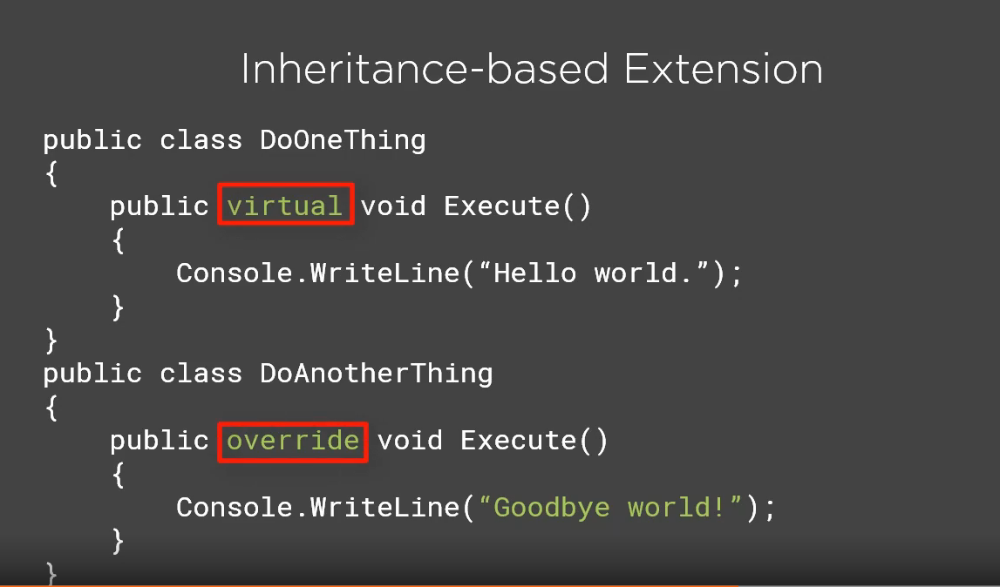 Inheritance-based Extension
public class DoOneThing
{
public virtual void Execute()
{
Console.WriteLine(“Hello world.”);
}
}
public class DoAnotherThing
{
public override void Execute()
{
Console.WriteLine(“Goodbye world!”);
}
}